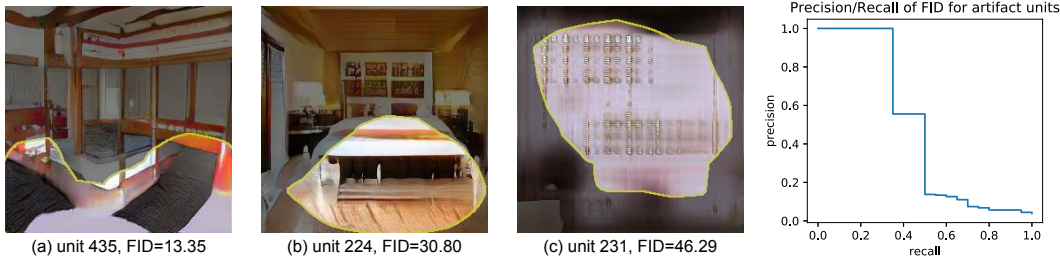 (a) unit 435, FID=13.35
(b) unit 224, FID=30.80
(c) unit 231, FID=46.29
Precision/Recall of FID for artifact units
precision
1.0
0.8
0.6
0.4
0.2
0.0
0.0 0.2 0.4 0.6 0.8 1.0
recall